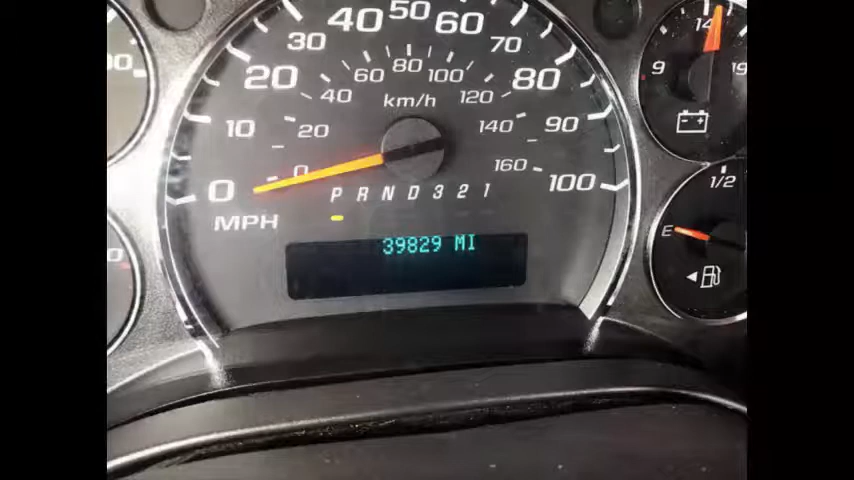 50
40 60
30 70
80
60 100
20 80
40 120
km/h
14
9 19
10 20 140 90
0 160
0 100
P R N D 3 2 1
MPH
1/2
E
39829 MI